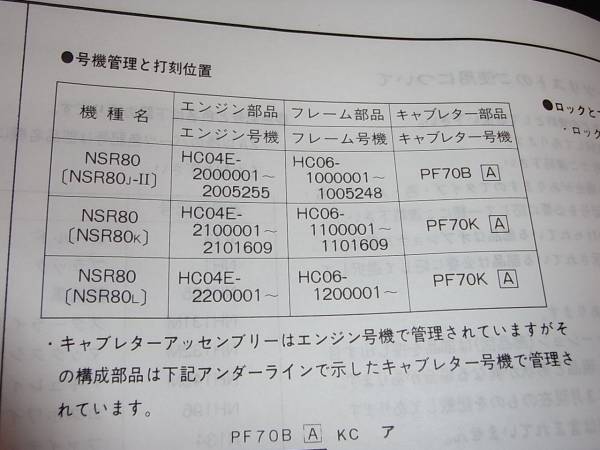 ●号機管理と打刻位置
機種名 エンジン部品 フレーム部品 キャブレター部品
エンジン号機 フレーム号機 キャブレター号機
NSR80 〔NSR80J-II〕 HC04E-2000001～2005255 HC06-1000001～1005248 PF70B A
NSR80 〔NSR80K〕 HC04E-2100001～2101609 HC06-1100001～1101609 PF70K A
NSR80 〔NSR80L〕 HC04E-2200001～ HC06-1200001～ PF70K A
・キャブレターアッセンブリーはエンジン号機で管理されていますがそ
の構成部品は下記アンダーラインで示したキャブレター号機で管理さ
れています。
PF70B A KC ア
●ロックと
・ロッ